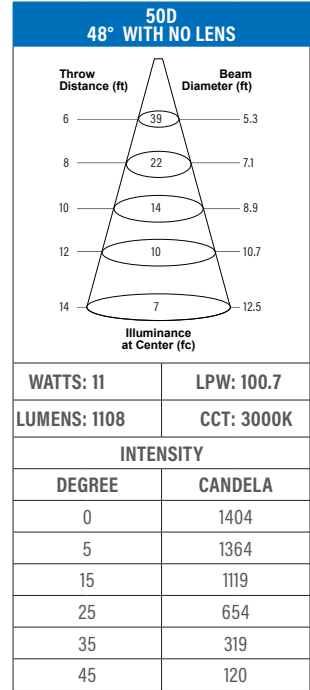 50D
48° WITH NO LENS
Throw Beam
Distance (ft) Diameter (ft)
6 39 5.3
8 22 7.1
10 14 8.9
12 10 10.7
14 7 12.5
Illuminance
at Center (fc)
WATTS: 11 LPW: 100.7
LUMENS: 1108 CCT: 3000K
INTENSITY
DEGREE CANDELA
0 1404
5 1364
15 1119
25 654
35 319
45 120